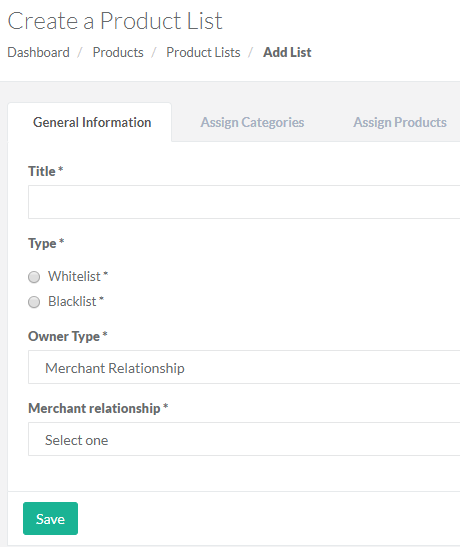 Create a Product List
Dashboard / Products / Product Lists / Add List
General Information Assign Categories Assign Products
Title *
Type *
Whitelist *
Blacklist *
Owner Type *
Merchant Relationship
Merchant relationship *
Select one
Save